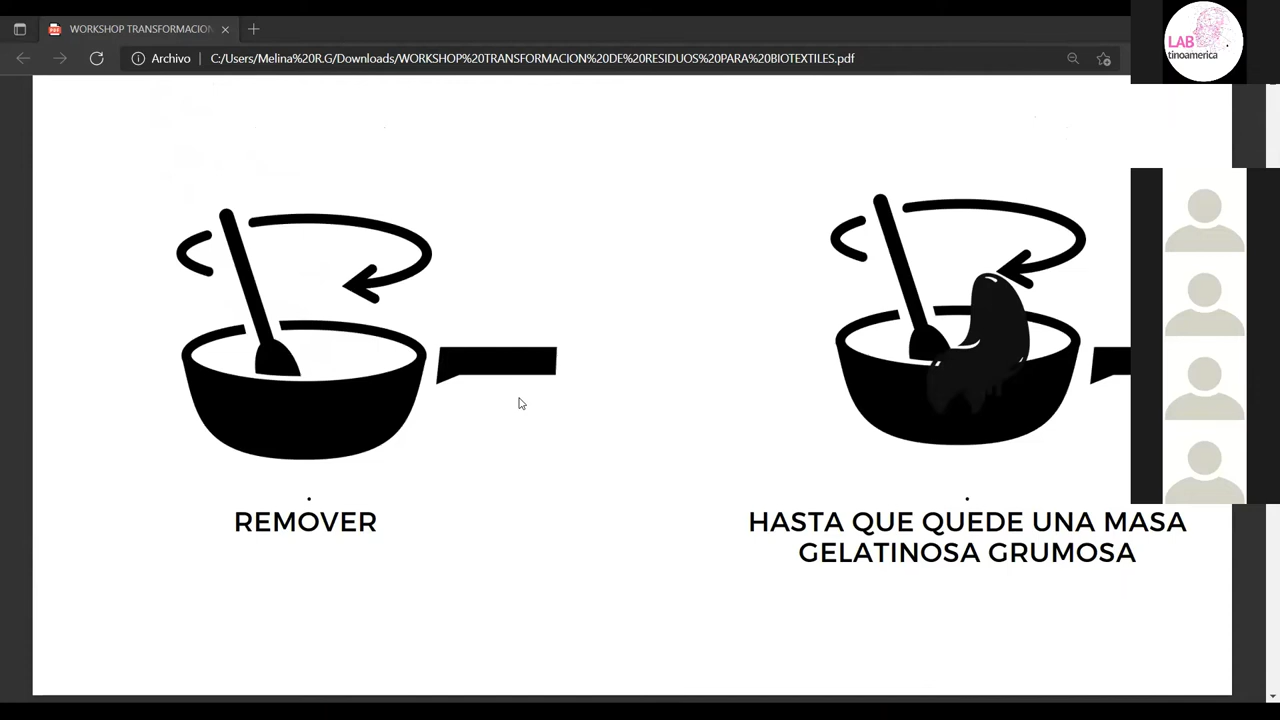 WORKSHOP TRANSFORMACION
Archivo
C:/Users/Melina%20R.G/Downloads/WORKSHOP%20TRANSFORMACION%20DE%20RESIDUOS%20PARA%20BIOTEXTILES.pdf
LAB
tinoamerica
REMOVER
HASTA QUE QUEDE UNA MASA
GELATINOSA GRUMOSA